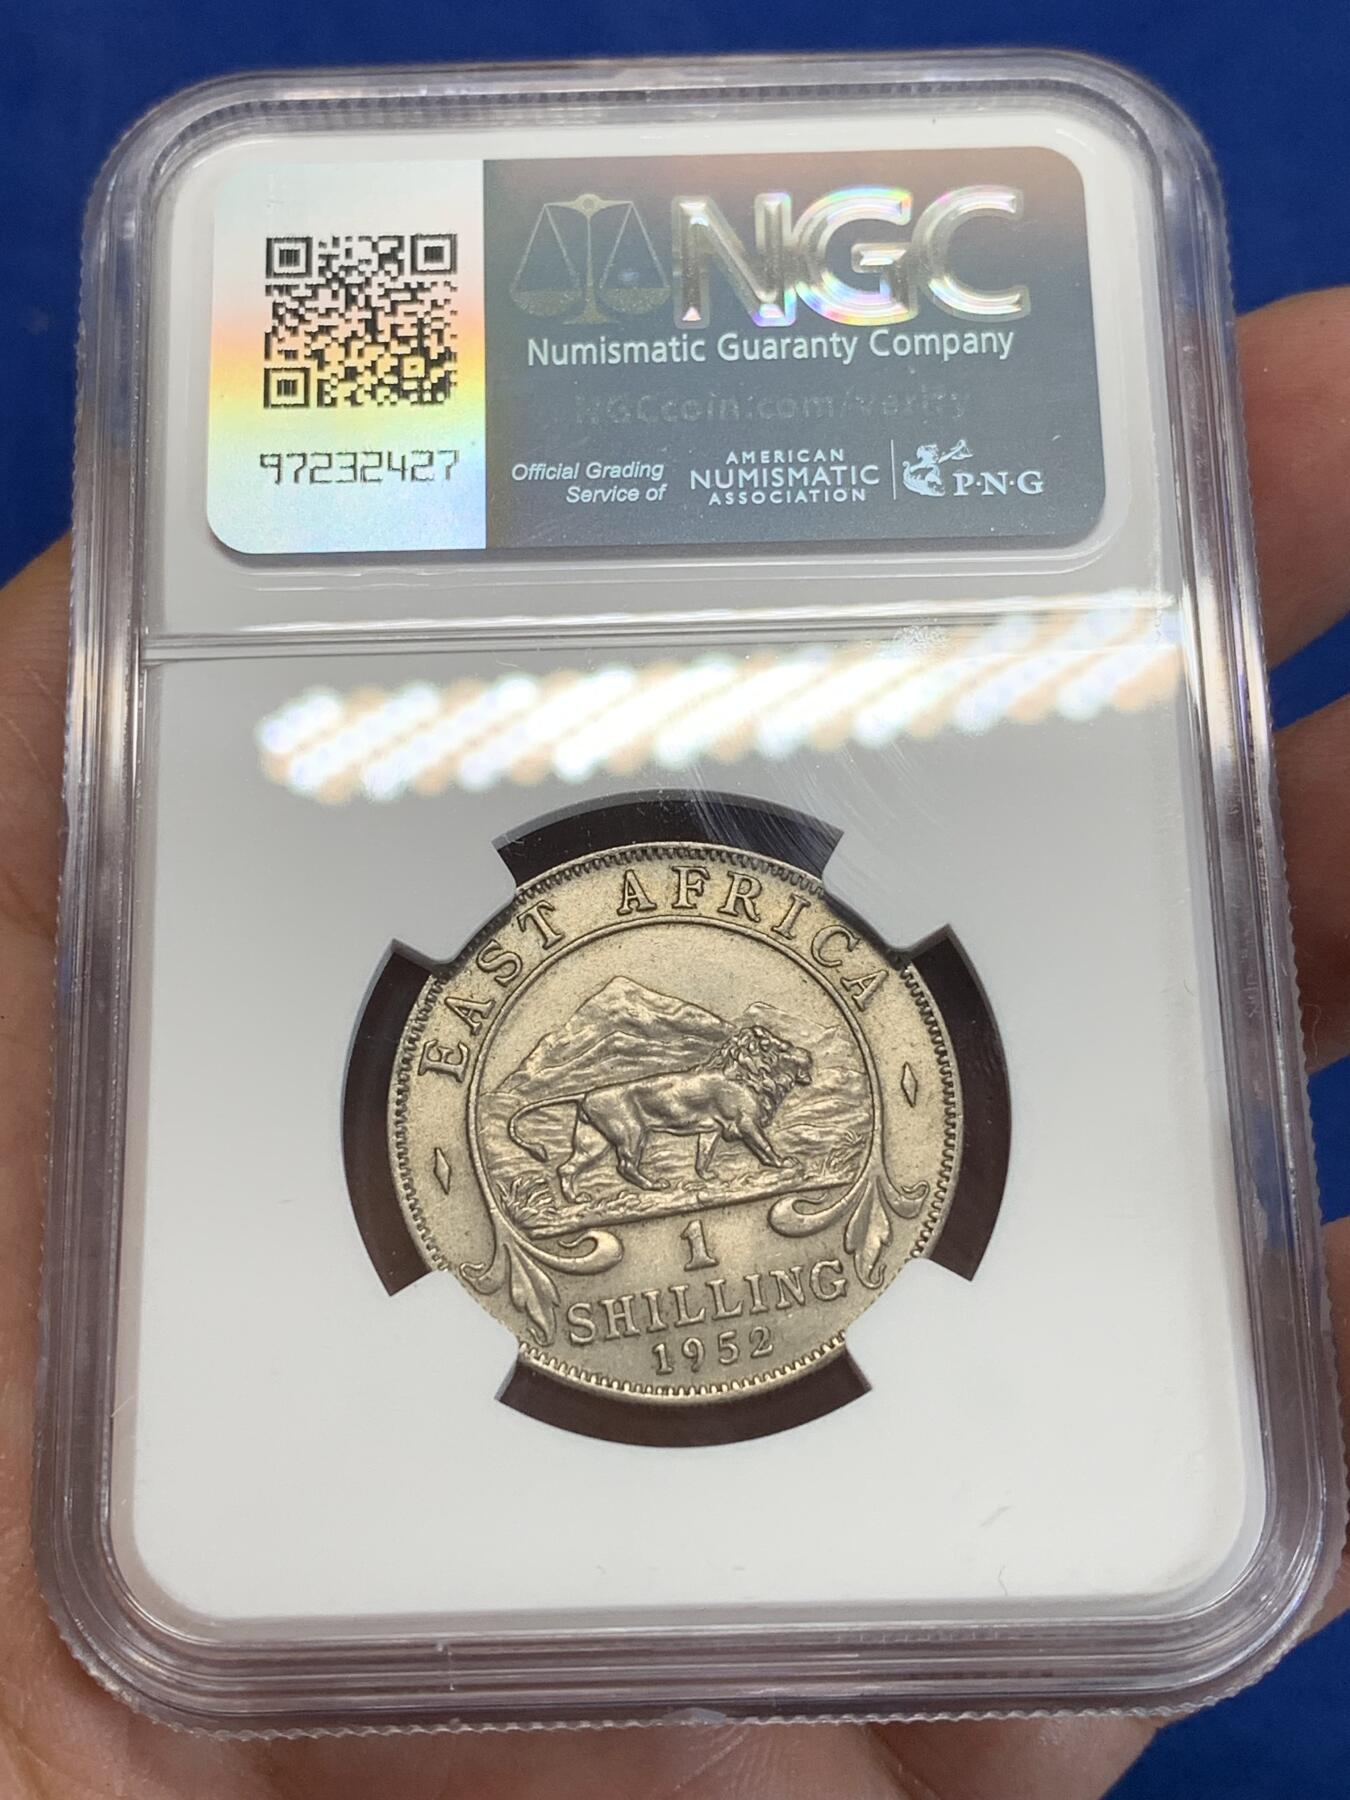 NGC
Numismatic Guaranty Company
NGCcoin.com/verify
97232427
Official Grading
Service of
AMERICAN
NUMISMATIC
ASSOCIATION
P·N·G
EAST AFRICA
1
SHILLING
1952